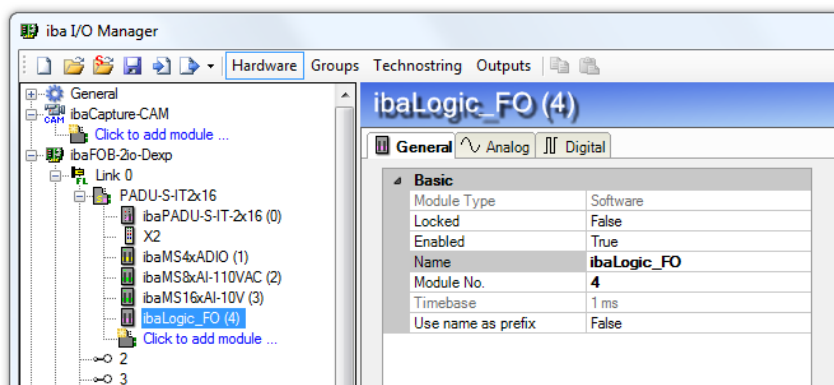 iba I/O Manager
Hardware Groups Technostring Outputs
General
ibaCapture-CAM
CAM
Click to add module ...
ibaFOB-2io-Dexp
Link 0
FL
PADU-S-IT2x16
ibaPADU-S-IT-2x16 (0)
X2
ibaMS4xADIO (1)
ibaMS8xAI-110VAC (2)
ibaMS16xAI-10V (3)
ibaLogic_FO (4)
Click to add module ...
2
3
ibaLogic_FO (4)
General Analog Digital
Basic
Module Type Software
Locked False
Enabled True
Name ibaLogic_FO
Module No. 4
Timebase 1 ms
Use name as prefix False